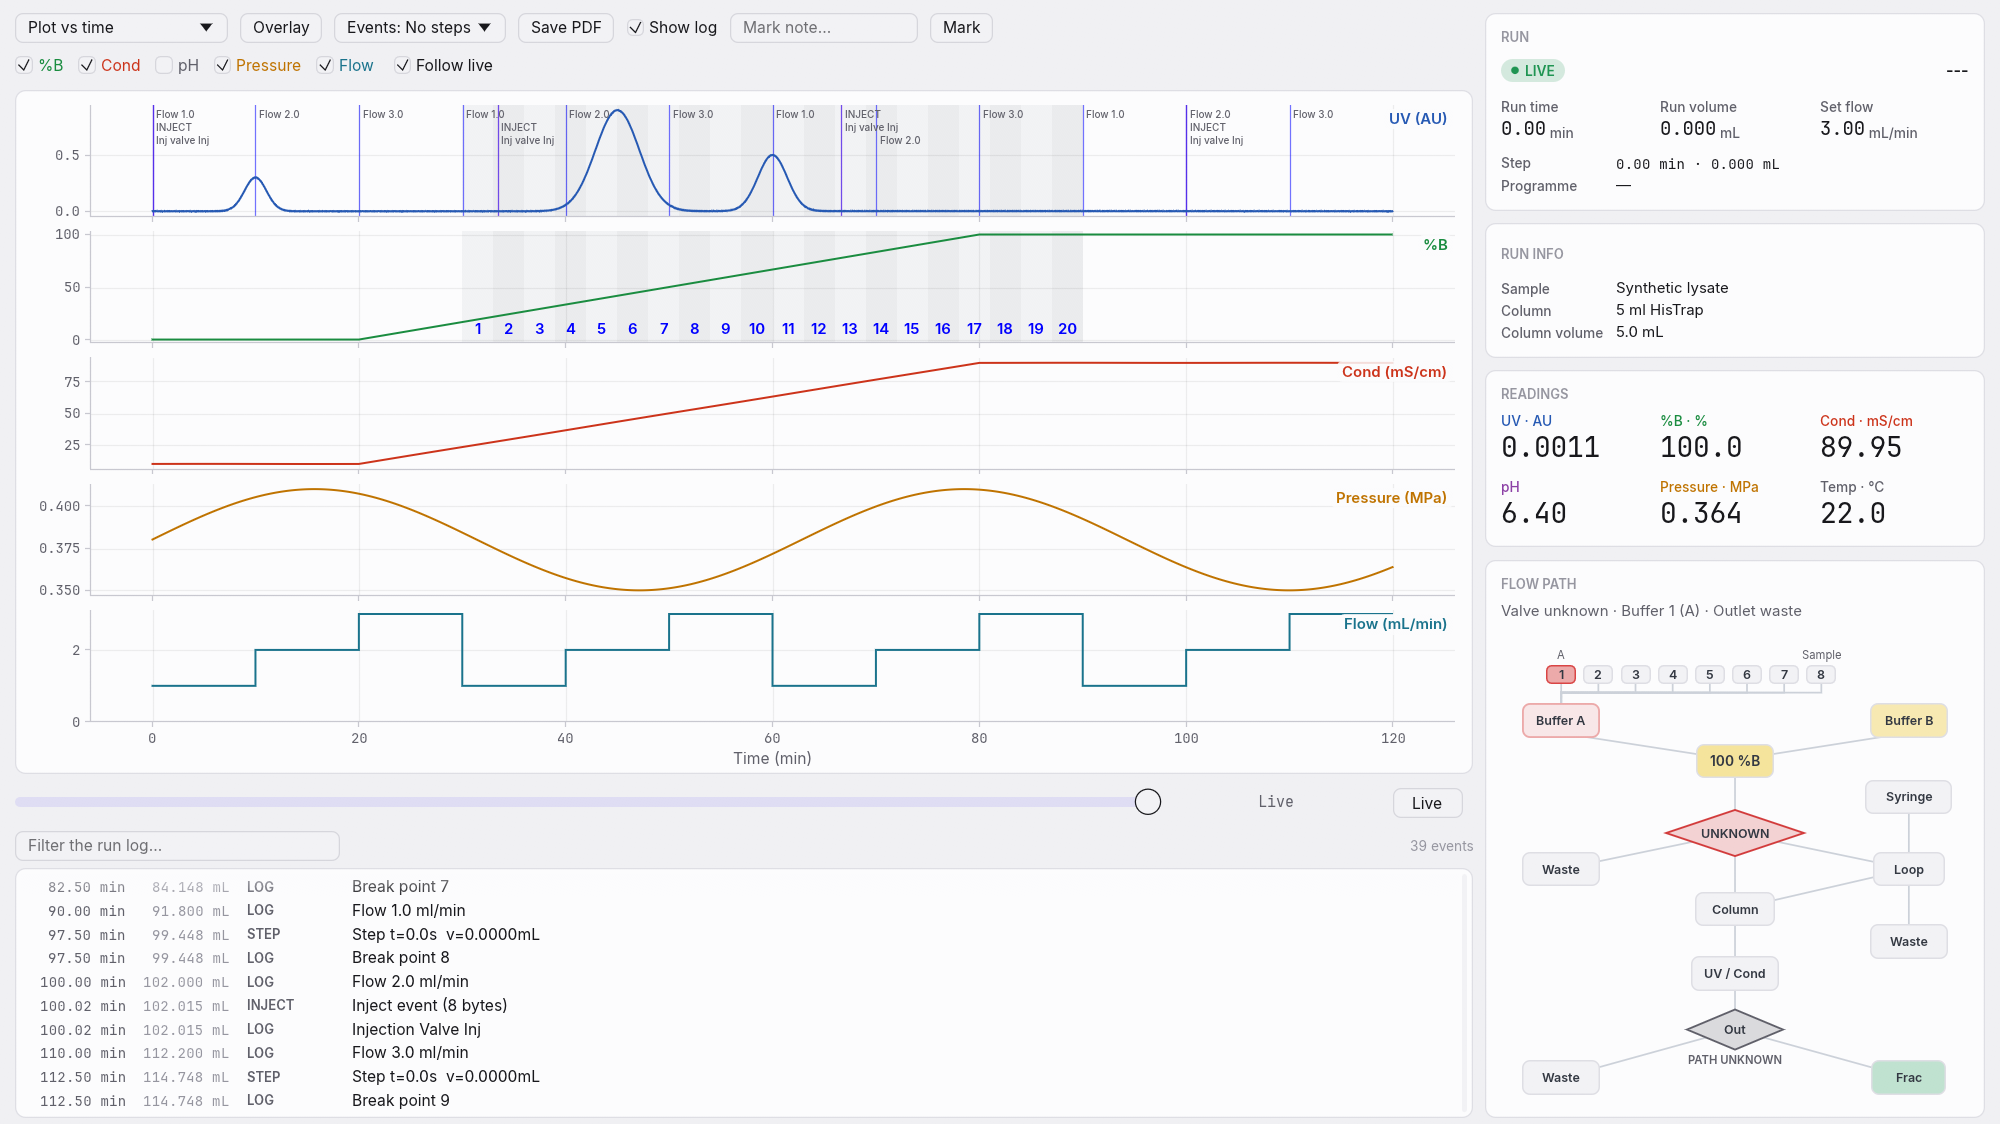 Plot vs time Overlay Events: No steps Save PDF Show log Mark note... Mark
%B Cond pH Pressure Flow Follow live
Flow 1.0
INJECT
Inj valve Inj
Flow 2.0
Flow 3.0
Flow 1.0
INJECT
Inj valve Inj
Flow 2.0
Flow 3.0
Flow 1.0
INJECT
Inj valve Inj
Flow 2.0
Flow 3.0
Flow 1.0
Flow 2.0
INJECT
Inj valve Inj
Flow 3.0
UV (AU)
0.5
0.0
100
50
0
%B
1 2 3 4 5 6 7 8 9 10 11 12 13 14 15 16 17 18 19 20
75
50
25
Cond (mS/cm)
0.400
0.375
0.350
Pressure (MPa)
2
0
Flow (mL/min)
0 20 40 60 80 100 120
Time (min)
Live Live
Filter the run log... 39 events
82.50 min 84.148 mL LOG Break point 7
90.00 min 91.800 mL LOG Flow 1.0 ml/min
97.50 min 99.448 mL STEP Step t=0.0s v=0.0000mL
97.50 min 99.448 mL LOG Break point 8
100.00 min 102.000 mL LOG Flow 2.0 ml/min
100.02 min 102.015 mL INJECT Inject event (8 bytes)
100.02 min 102.015 mL LOG Injection Valve Inj
110.00 min 112.200 mL LOG Flow 3.0 ml/min
112.50 min 114.748 mL STEP Step t=0.0s v=0.0000mL
112.50 min 114.748 mL LOG Break point 9
RUN
LIVE ---
Run time Run volume Set flow
0.00 min 0.000 mL 3.00 mL/min
Step 0.00 min · 0.000 mL
Programme —
RUN INFO
Sample Synthetic lysate
Column 5 ml HisTrap
Column volume 5.0 mL
READINGS
UV · AU %B · % Cond · mS/cm
0.0011 100.0 89.95
pH Pressure · MPa Temp · °C
6.40 0.364 22.0
FLOW PATH
Valve unknown · Buffer 1 (A) · Outlet waste
A Sample
1 2 3 4 5 6 7 8
Buffer A Buffer B
100 %B
Syringe
UNKNOWN
Waste Loop
Column
Waste
UV / Cond
Out
PATH UNKNOWN
Waste Frac